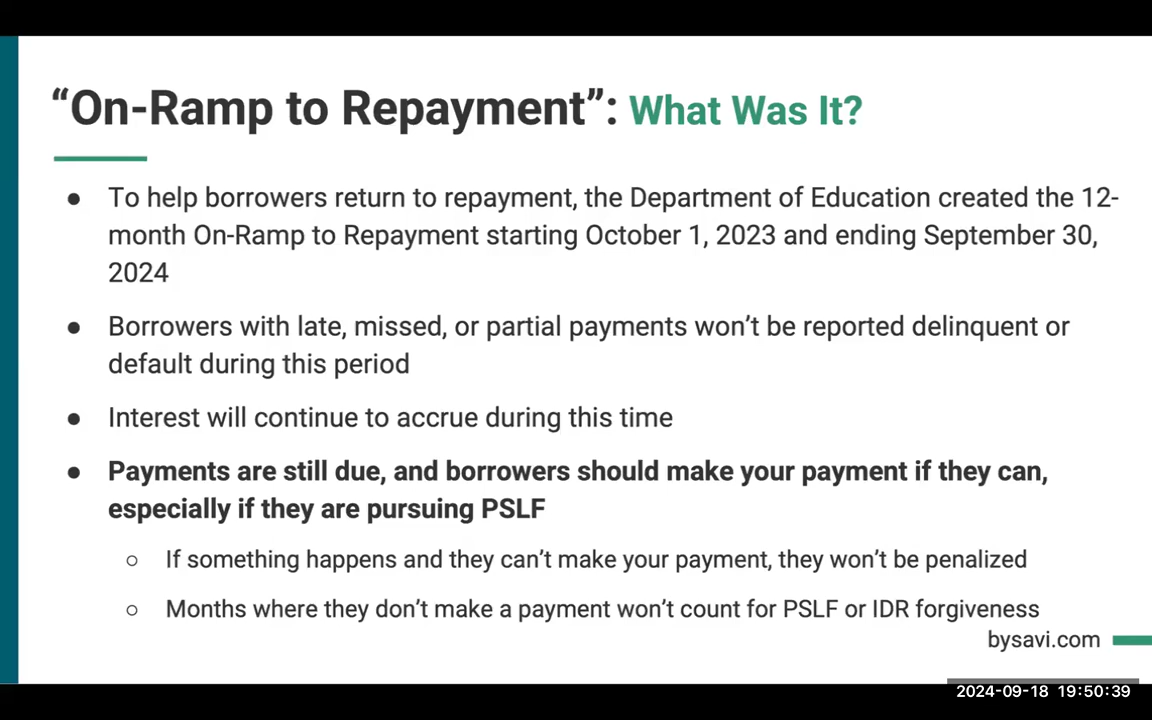 “On-Ramp to Repayment”: What Was It?
● To help borrowers return to repayment, the Department of Education created the 12-
month On-Ramp to Repayment starting October 1, 2023 and ending September 30,
2024
● Borrowers with late, missed, or partial payments won’t be reported delinquent or
default during this period
● Interest will continue to accrue during this time
● Payments are still due, and borrowers should make your payment if they can,
especially if they are pursuing PSLF
○ If something happens and they can’t make your payment, they won’t be penalized
○ Months where they don’t make a payment won’t count for PSLF or IDR forgiveness
bysavi.com
2024-09-18 19:50:39